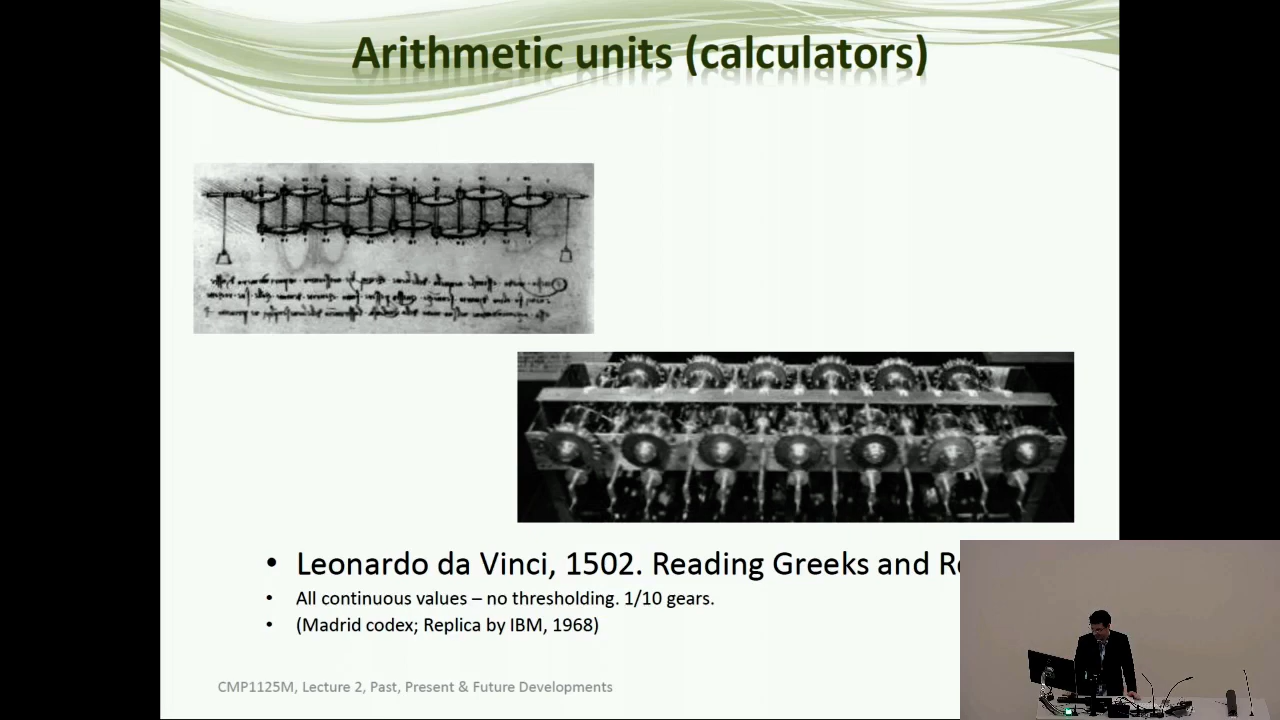 Arithmetic units (calculators)
Leonardo da Vinci, 1502. Reading Greeks and
All continuous values – no thresholding. 1/10 gears.
(Madrid codex; Replica by IBM, 1968)
CMP1125M, Lecture 2, Past, Present & Future Developments